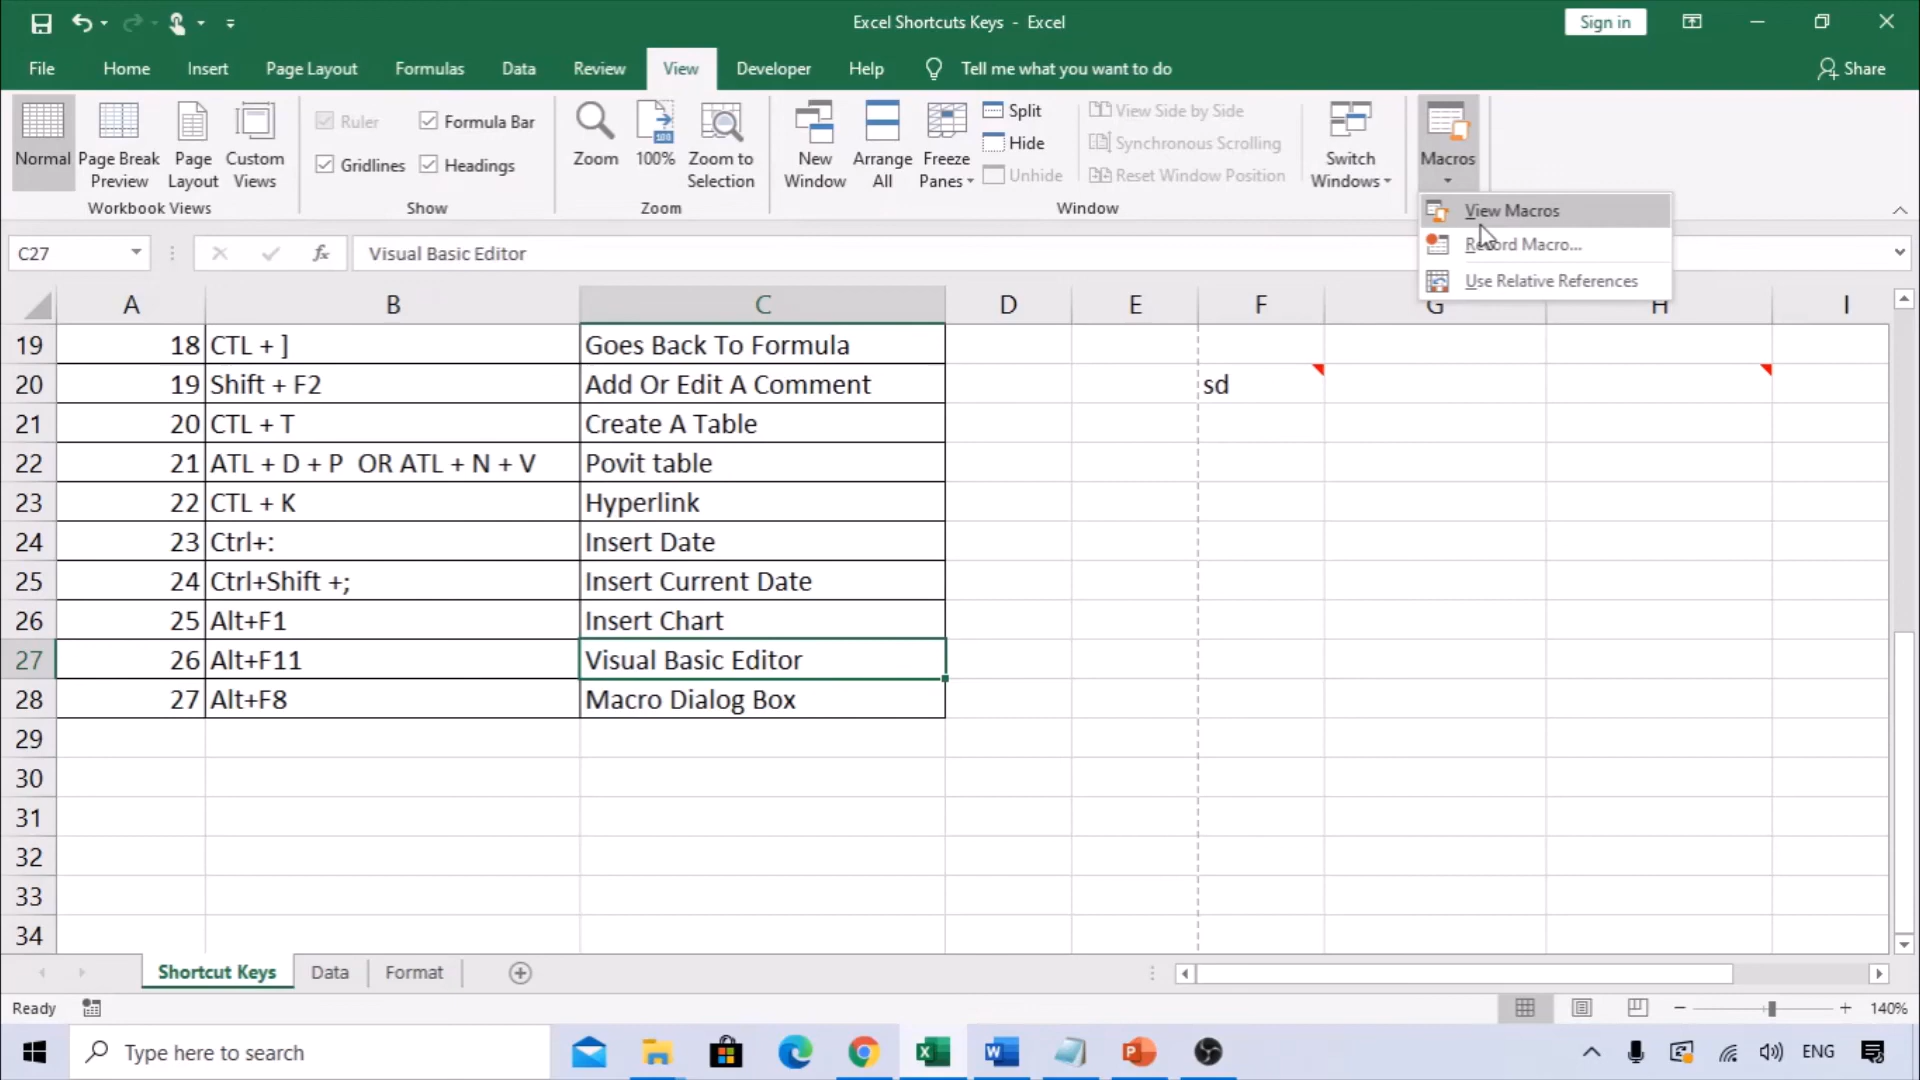 Excel Shortcuts Keys - Excel
Sign in
File Home Insert Page Layout Formulas Data Review View Developer Help Tell me what you want to do Share
Normal
Page Break Preview
Page Layout
Custom Views
Workbook Views
Ruler
Formula Bar
Gridlines
Headings
Show
Zoom
100%
Zoom to Selection
Zoom
New Window
Arrange All
Freeze Panes
Split
Hide
Unhide
View Side by Side
Synchronous Scrolling
Reset Window Position
Window
Switch Windows
Macros
View Macros
Record Macro...
Use Relative References
C27 fx Visual Basic Editor
A B C D E F G H I
19 18 CTL + ] Goes Back To Formula
20 19 Shift + F2 Add Or Edit A Comment sd
21 20 CTL + T Create A Table
22 21 ATL + D + P OR ATL + N + V Povit table
23 22 CTL + K Hyperlink
24 23 Ctrl+: Insert Date
25 24 Ctrl+Shift +; Insert Current Date
26 25 Alt+F1 Insert Chart
27 26 Alt+F11 Visual Basic Editor
28 27 Alt+F8 Macro Dialog Box
29
30
31
32
33
34
Shortcut Keys Data Format
Ready 140%
Type here to search ENG